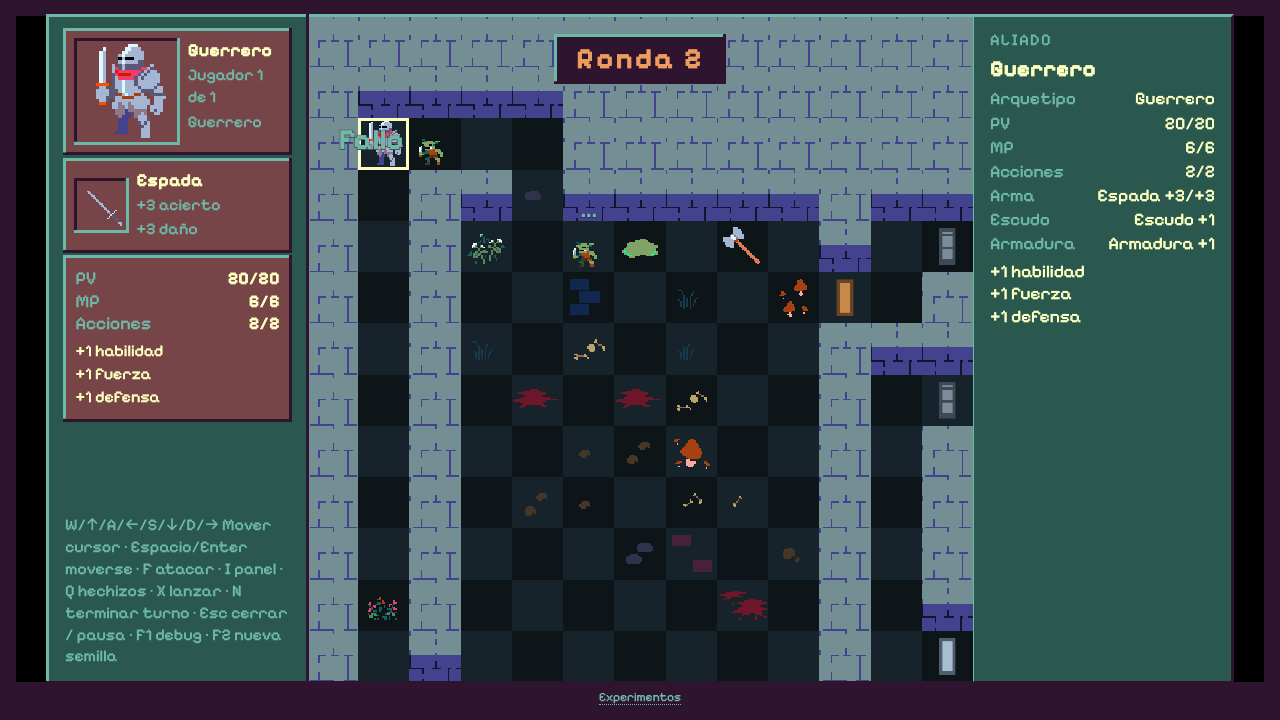 Guerrero
Jugador 1
de 1
Guerrero
Espada
+3 acierto
+3 daño
PV 20/20
MP 6/6
Acciones 2/2
+1 habilidad
+1 fuerza
+1 defensa
W/↑/A/←/S/↓/D/→ Mover
cursor · Espacio/Enter
moverse · F atacar · I panel ·
Q hechizos · X lanzar · N
terminar turno · Esc cerrar
/ pausa · F1 debug · F2 nueva
semilla
Ronda 2
Fallo
...
ALIADO
Guerrero
Arquetipo Guerrero
PV 20/20
MP 6/6
Acciones 2/2
Arma Espada +3/+3
Escudo Escudo +1
Armadura Armadura +1
+1 habilidad
+1 fuerza
+1 defensa
Experimentos